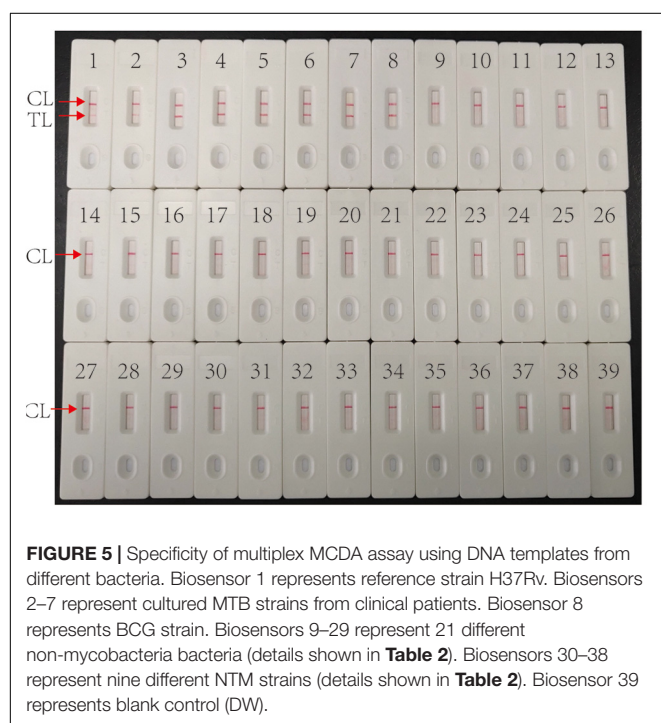 1 2 3 4 5 6 7 8 9 10 11 12 13
CL
TL
14 15 16 17 18 19 20 21 22 23 24 25 26
CL
27 28 29 30 31 32 33 34 35 36 37 38 39
CL
FIGURE 5 | Specificity of multiplex MCDA assay using DNA templates from
different bacteria. Biosensor 1 represents reference strain H37Rv. Biosensors
2–7 represent cultured MTB strains from clinical patients. Biosensor 8
represents BCG strain. Biosensors 9–29 represent 21 different
non-mycobacteria bacteria (details shown in Table 2). Biosensors 30–38
represent nine different NTM strains (details shown in Table 2). Biosensor 39
represents blank control (DW).